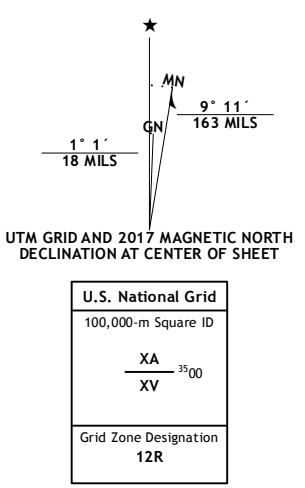 ★
MN
GN
9° 11´
163 MILS
1° 1´
18 MILS
UTM GRID AND 2017 MAGNETIC NORTH
DECLINATION AT CENTER OF SHEET
U.S. National Grid
100,000-m Square ID
XA
3500
XV
Grid Zone Designation
12R